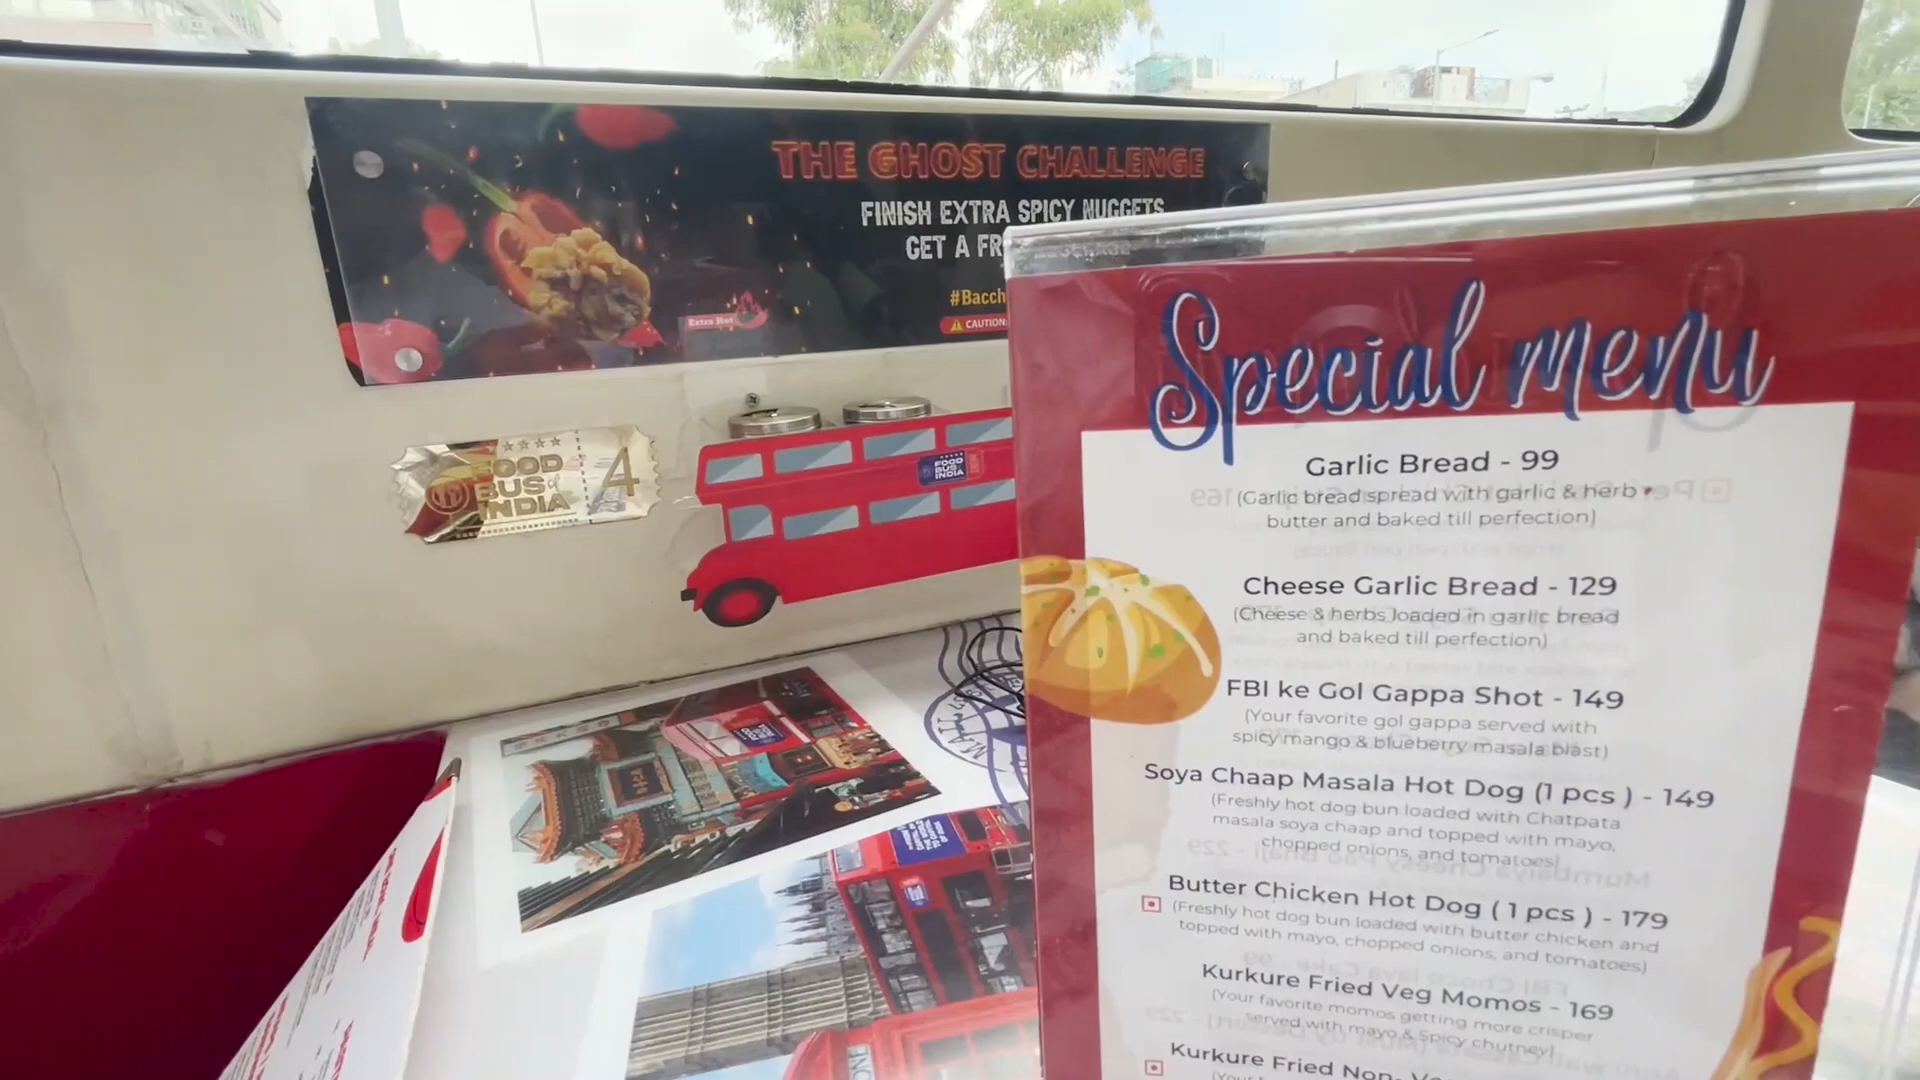 THE GHOST CHALLENGE
FINISH EXTRA SPICY NUGGETS
GET A FR
#Bacch
CAUTION:
Extra Hot
FOOD
BUS of
INDIA
4
FOOD
BUS of
INDIA
Special menu
Garlic Bread - 99
(Garlic bread spread with garlic & herb
butter and baked till perfection)
Cheese Garlic Bread - 129
(Cheese & herbs loaded in garlic bread
and baked till perfection)
FBI ke Gol Gappa Shot - 149
(Your favorite gol gappa served with
spicy mango & blueberry masala blast)
Soya Chaap Masala Hot Dog (1 pcs ) - 149
(Freshly hot dog bun loaded with Chatpata
masala soya chaap and topped with mayo,
chopped onions, and tomatoes)
Butter Chicken Hot Dog ( 1 pcs ) - 179
(Freshly hot dog bun loaded with butter chicken and
topped with mayo, chopped onions, and tomatoes)
Kurkure Fried Veg Momos - 169
(Your favorite momos getting more crisper
served with mayo & Spicy chutney)
Kurkure Fried Non-
(Your